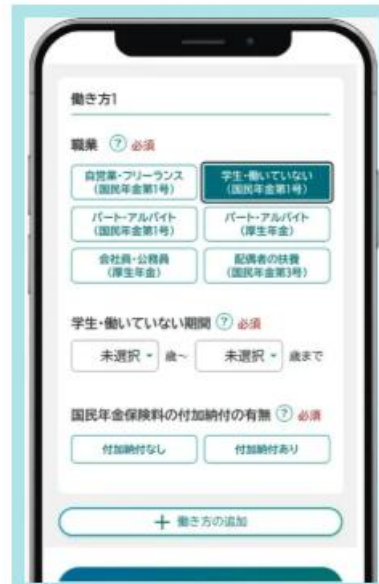 働き方1
職業 ? 必須
自営業・フリーランス
(国民年金第1号)
学生・働いていない
(国民年金第1号)
パート・アルバイト
(国民年金第1号)
パート・アルバイト
(厚生年金)
会社員・公務員
(厚生年金)
配偶者の扶養
(国民年金第3号)
学生・働いていない期間 ? 必須
未選択 歳～ 未選択 歳まで
国民年金保険料の付加納付の有無 ? 必須
付加納付なし 付加納付あり
+ 働き方の追加